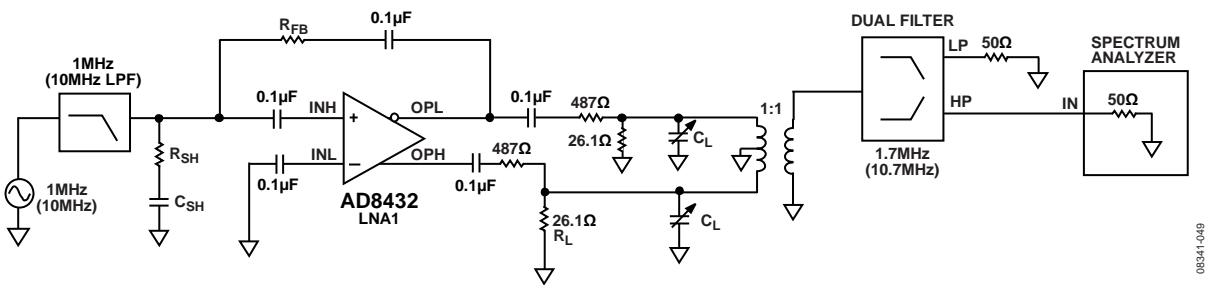 1MHz
(10MHz LPF)
RFB
0.1µF
0.1µF
INH
INL
0.1µF
RSH
CSH
1MHz
(10MHz)
+
–
OPL
OPH
AD8432
LNA1
0.1µF
487Ω
26.1Ω
CL
487Ω
0.1µF
26.1Ω
RL
CL
1:1
DUAL FILTER
LP
50Ω
HP
1.7MHz
(10.7MHz)
SPECTRUM
ANALYZER
IN
50Ω
08341-049